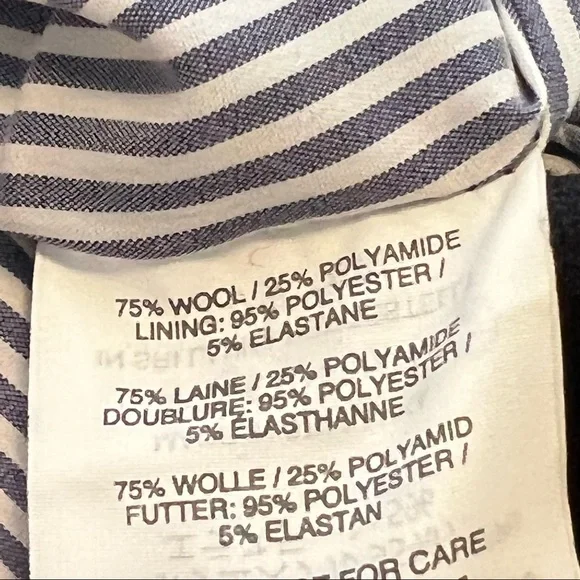 75% WOOL / 25% POLYAMIDE
LINING: 95% POLYESTER /
5% ELASTANE
75% LAINE / 25% POLYAMIDE
DOUBLURE: 95% POLYESTER /
5% ÉLASTHANNE
75% WOLLE / 25% POLYAMID
FUTTER: 95% POLYESTER /
5% ELASTAN
FOR CARE